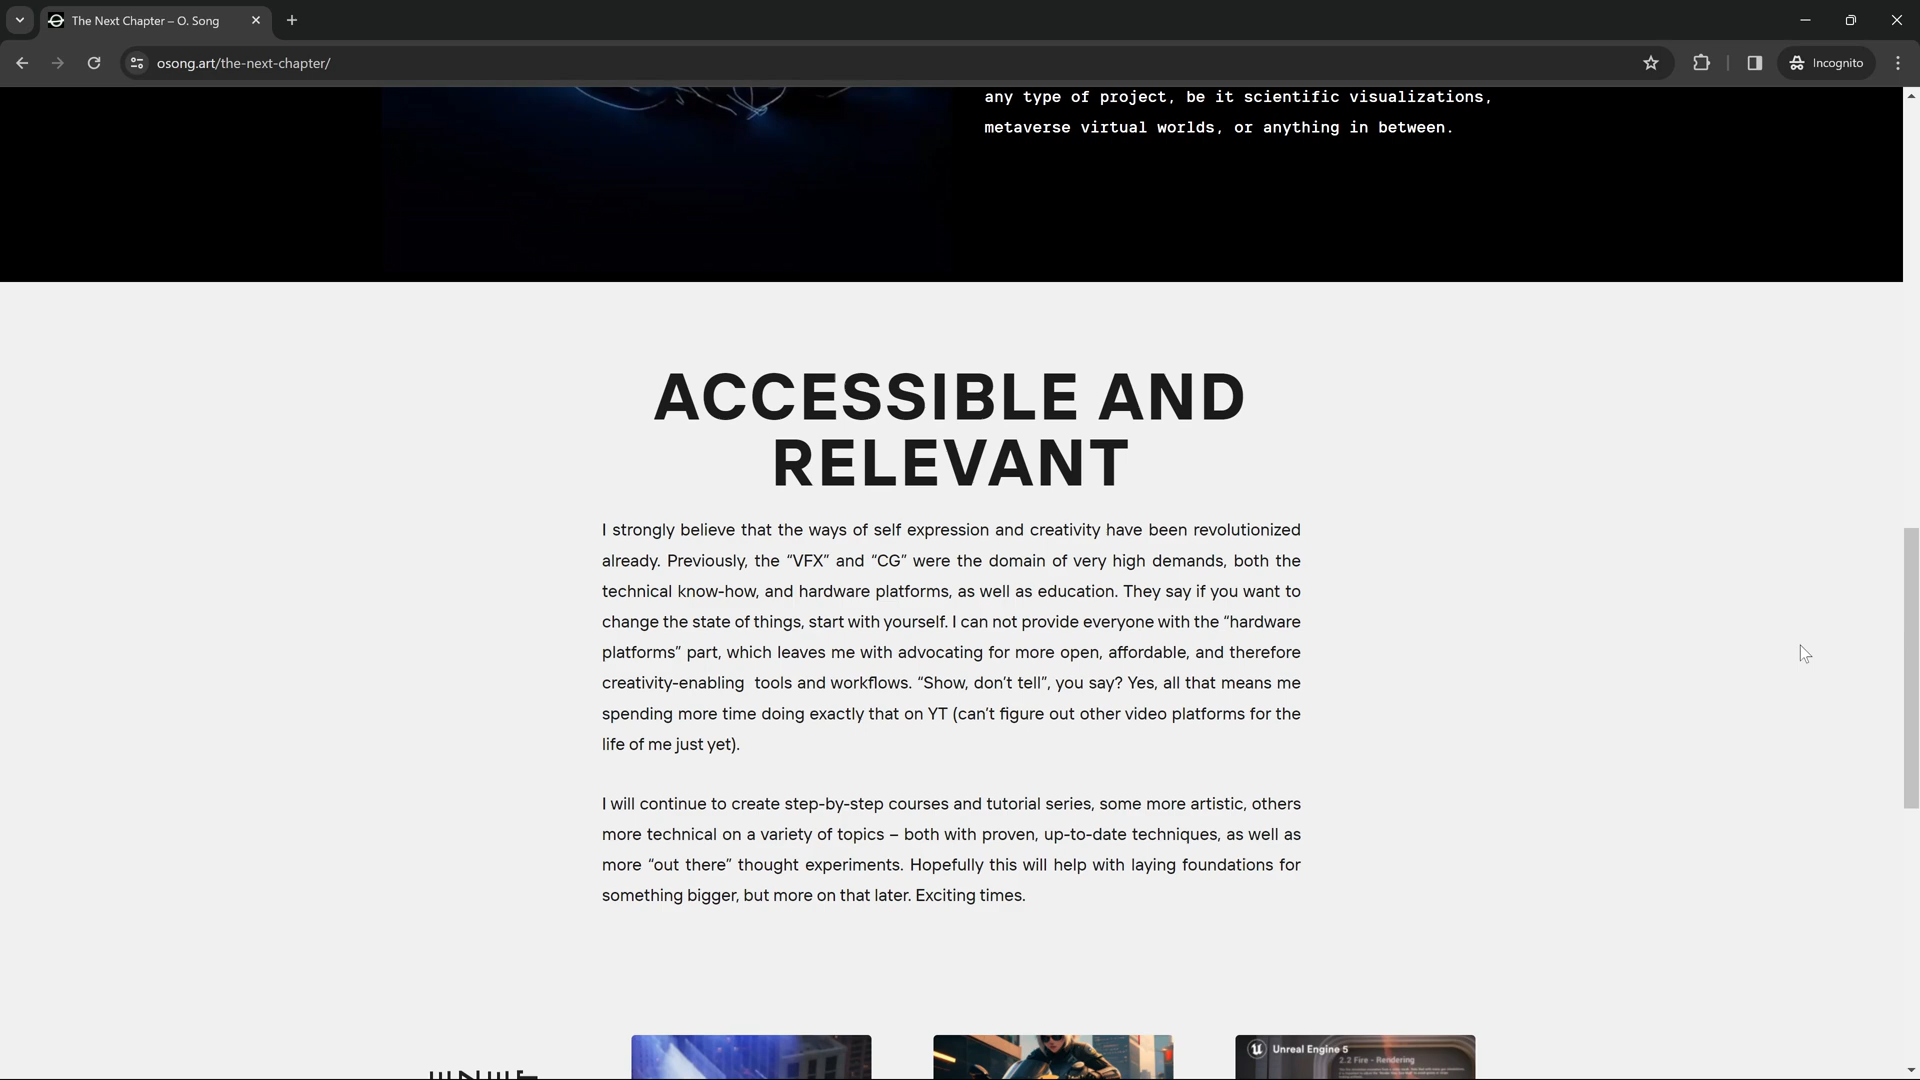 The Next Chapter – O. Song
osong.art/the-next-chapter/
Incognito
any type of project, be it scientific visualizations,
metaverse virtual worlds, or anything in between.
ACCESSIBLE AND
RELEVANT
I strongly believe that the ways of self expression and creativity have been revolutionized
already. Previously, the “VFX” and “CG” were the domain of very high demands, both the
technical know-how, and hardware platforms, as well as education. They say if you want to
change the state of things, start with yourself. I can not provide everyone with the “hardware
platforms” part, which leaves me with advocating for more open, affordable, and therefore
creativity-enabling  tools and workflows. “Show, don’t tell”, you say? Yes, all that means me
spending more time doing exactly that on YT (can’t figure out other video platforms for the
life of me just yet).
I will continue to create step-by-step courses and tutorial series, some more artistic, others
more technical on a variety of topics – both with proven, up-to-date techniques, as well as
more “out there” thought experiments. Hopefully this will help with laying foundations for
something bigger, but more on that later. Exciting times.
Unreal Engine 5
2.2 Fire - Rendering